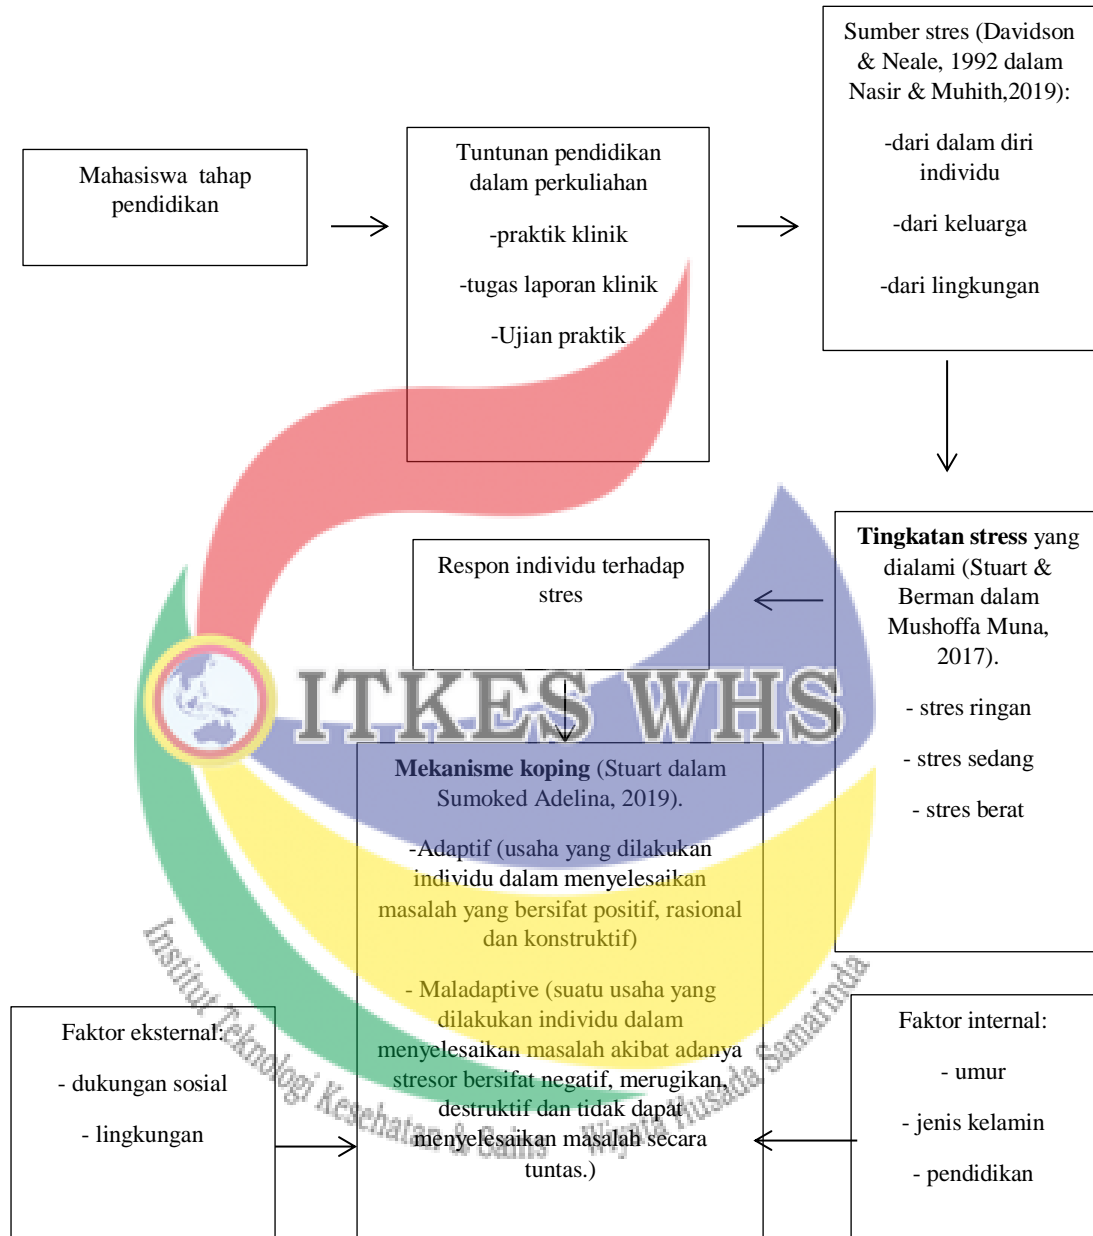 Mahasiswa tahap
pendidikan
Tuntunan pendidikan
dalam perkuliahan
-praktik klinik
-tugas laporan klinik
-Ujian praktik
Sumber stres (Davidson
& Neale, 1992 dalam
Nasir & Muhith,2019):
-dari dalam diri
individu
-dari keluarga
-dari lingkungan
Tingkatan stress yang
dialami (Stuart &
Berman dalam
Mushoffa Muna,
2017).
- stres ringan
- stres sedang
- stres berat
Respon individu terhadap
stres
ITKES WHS
Mekanisme koping (Stuart dalam
Sumoked Adelina, 2019).
-Adaptif (usaha yang dilakukan
individu dalam menyelesaikan
masalah yang bersifat positif, rasional
dan konstruktif)
- Maladaptive (suatu usaha yang
dilakukan individu dalam
menyelesaikan masalah akibat adanya
stresor bersifat negatif, merugikan,
destruktif dan tidak dapat
menyelesaikan masalah secara
tuntas.)
Faktor eksternal:
- dukungan sosial
- lingkungan
Faktor internal:
- umur
- jenis kelamin
- pendidikan
Institut Teknologi Kesehatan & Sains Wiyata Husada Samarinda